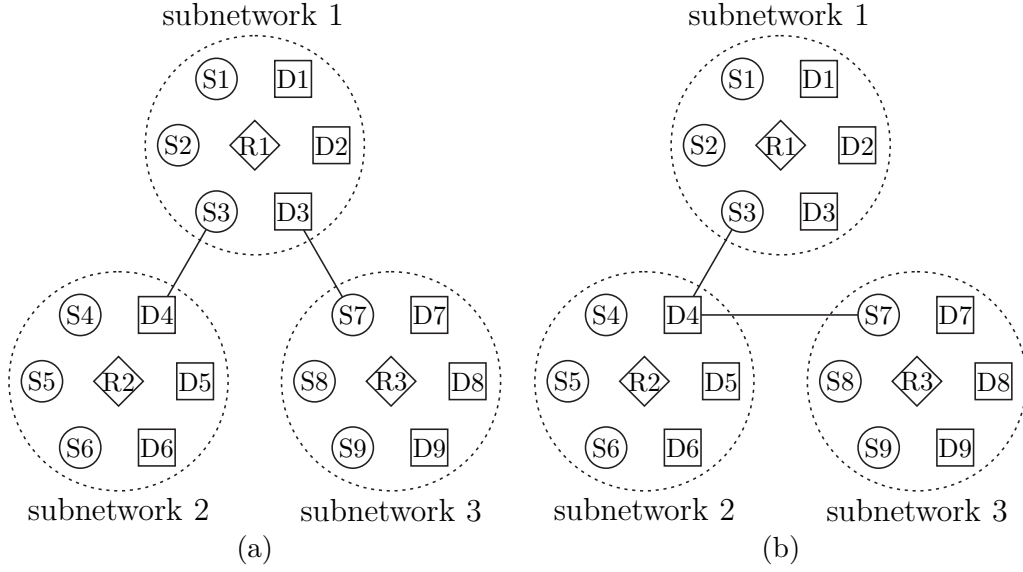 subnetwork 1
S1 D1
S2 R1 D2
S3 D3
S4 D4
S5 R2 D5
S6 D6
subnetwork 2
S7 D7
S8 R3 D8
S9 D9
subnetwork 3
(a)
subnetwork 1
S1 D1
S2 R1 D2
S3 D3
S4 D4
S5 R2 D5
S6 D6
subnetwork 2
S7 D7
S8 R3 D8
S9 D9
subnetwork 3
(b)